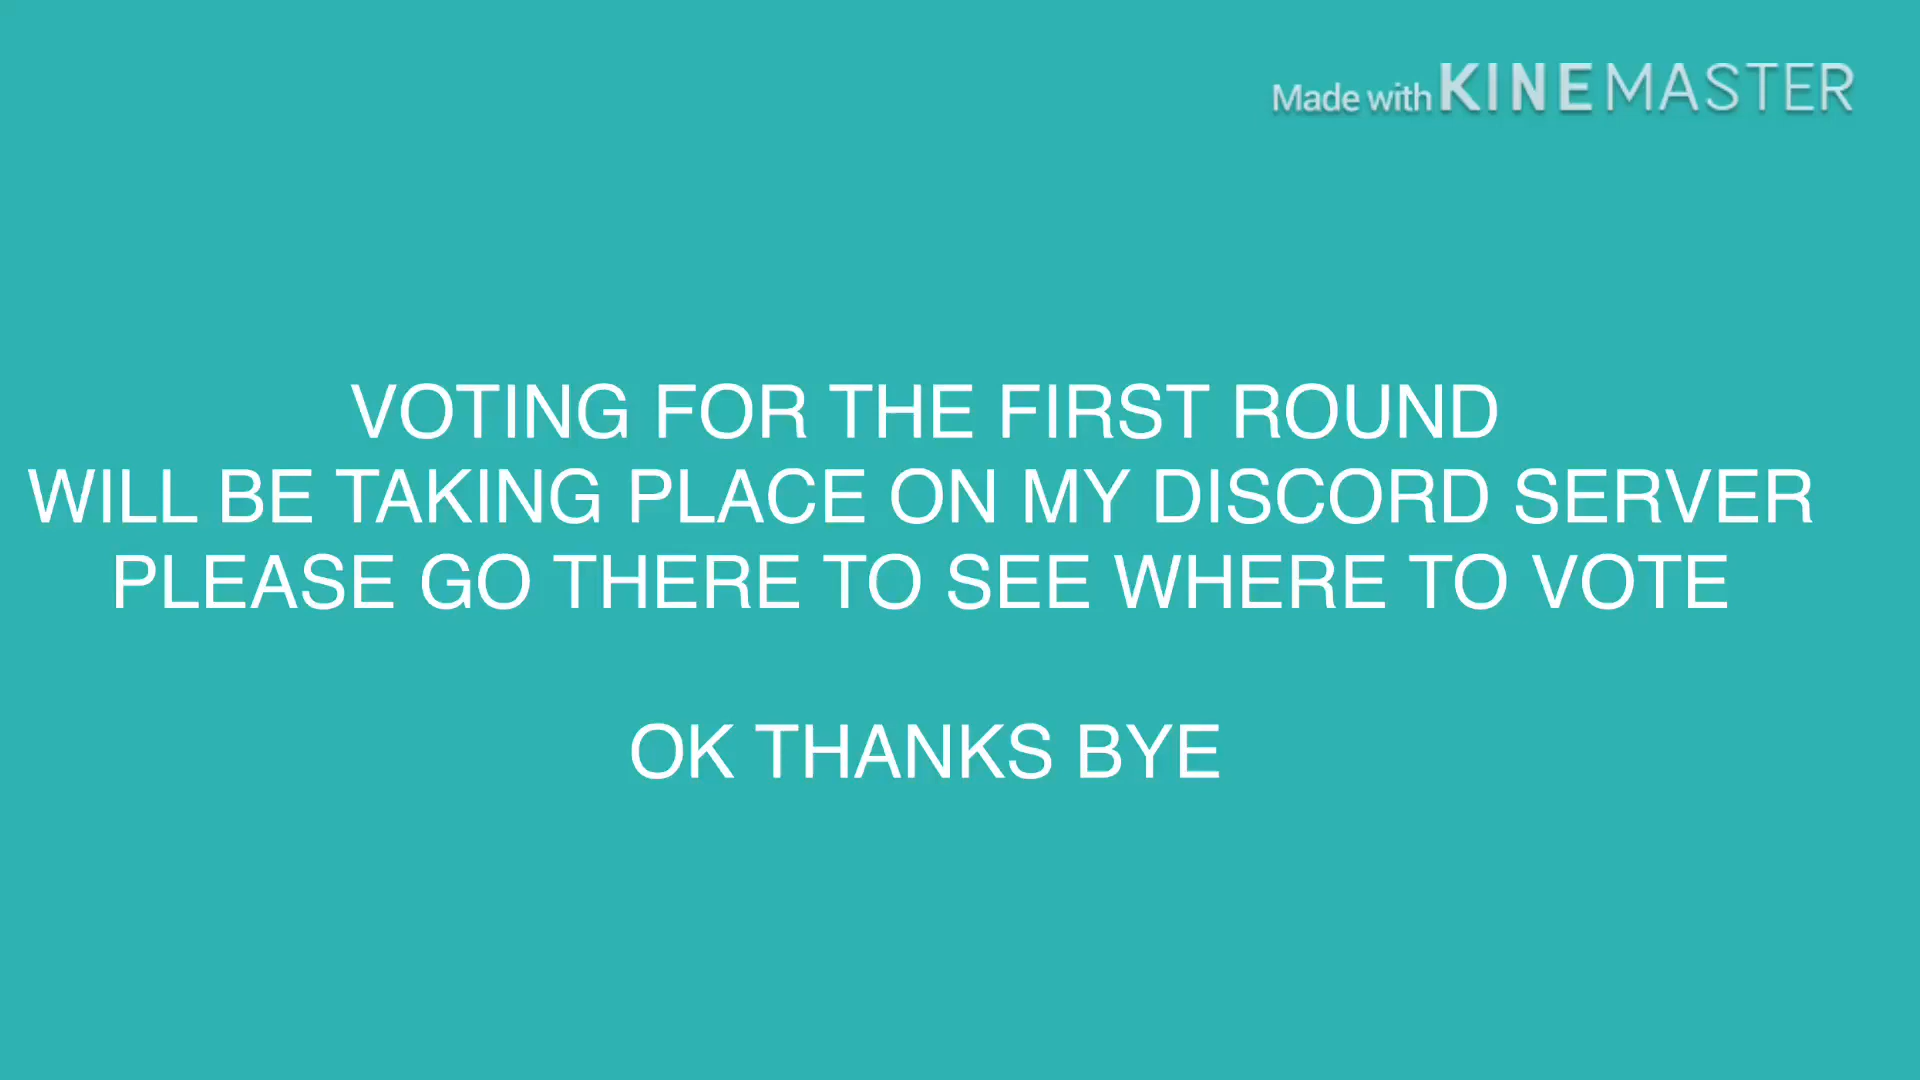 Made with KINEMASTER
VOTING FOR THE FIRST ROUND
WILL BE TAKING PLACE ON MY DISCORD SERVER
PLEASE GO THERE TO SEE WHERE TO VOTE
OK THANKS BYE